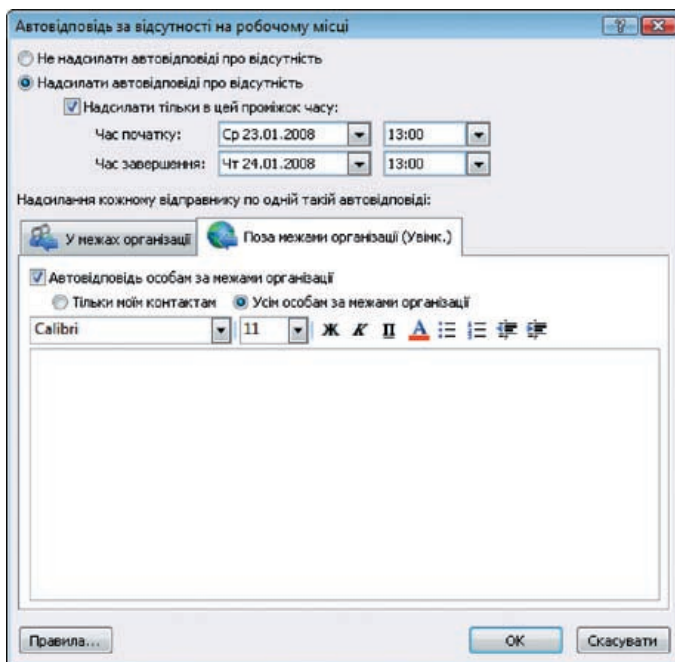 Автовідповідь за відсутності на робочому місці
Не надсилати автовідповіді про відсутність
Надсилати автовідповіді про відсутність
Надсилати тільки в цей проміжок часу:
Час початку: Ср 23.01.2008 13:00
Час завершення: Чт 24.01.2008 13:00
Надсилання кожному відправнику по одній такій автовідповіді:
У межах організації Поза межами організації (Увімк.)
Автовідповідь особам за межами організації
Тільки моїм контактам Усім особам за межами організації
Calibri 11 Ж К П А
Правила... ОК Скасувати